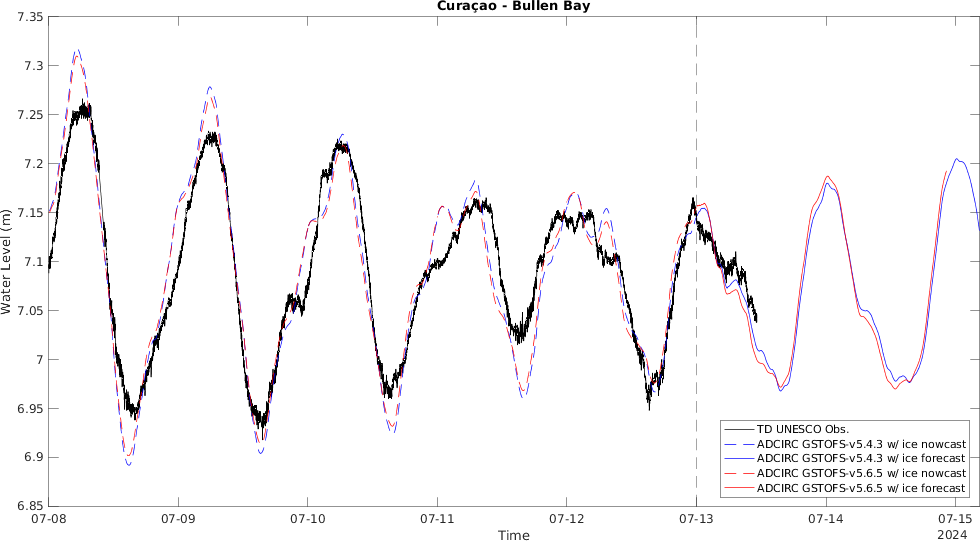 Curaçao - Bullen Bay
7.35
7.3
7.25
7.2
7.15
7.1
7.05
7
6.95
6.9
6.85
Water Level (m)
TD UNESCO Obs.
ADCIRC GSTOFS-v5.4.3 w/ ice nowcast
ADCIRC GSTOFS-v5.4.3 w/ ice forecast
ADCIRC GSTOFS-v5.6.5 w/ ice nowcast
ADCIRC GSTOFS-v5.6.5 w/ ice forecast
07-08 07-09 07-10 07-11 07-12 07-13 07-14 07-15
Time
2024